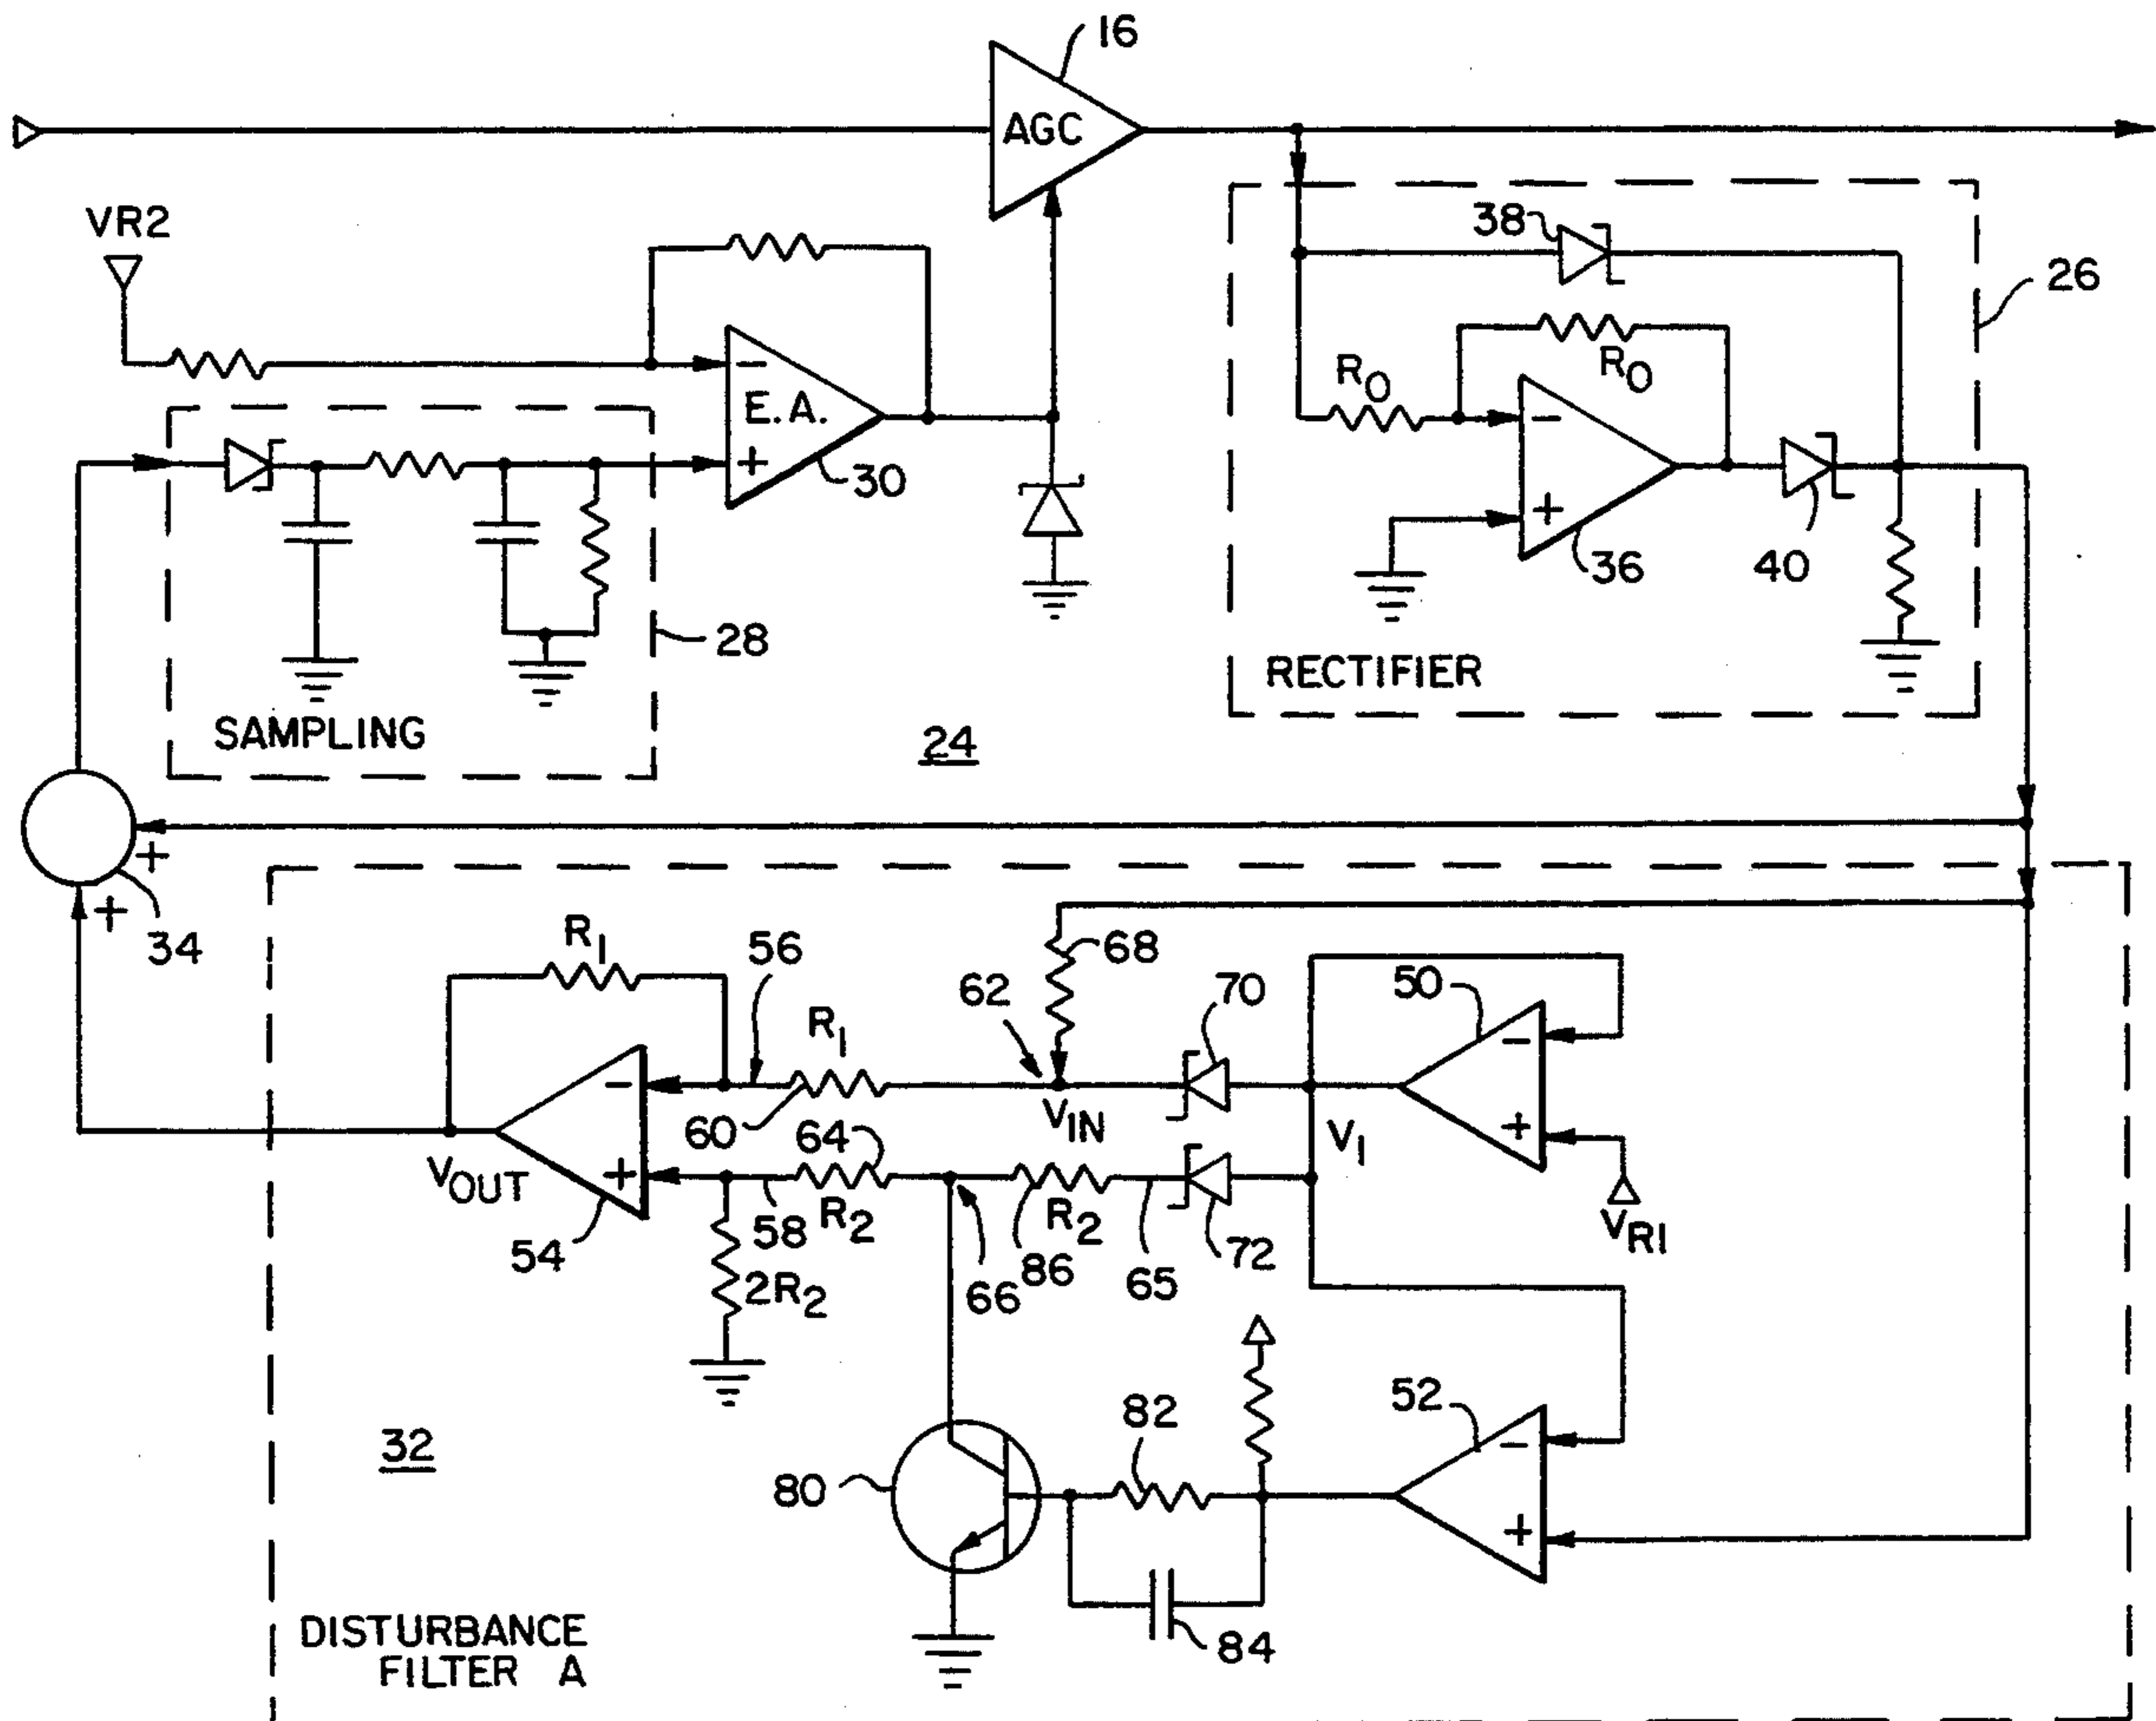 16
AGC
VR2
38
26
R0
R0
E.A.
−
+
30
−
+
36
40
28
RECTIFIER
SAMPLING
24
+
+
34
R1
56
62
68
70
50
R1
−
−
60
64
VIN
V1
+
VOUT
+
58
R2
R2
72
VR1
54
2R2
66
86
65
82
52
−
32
80
+
84
DISTURBANCE
FILTER A